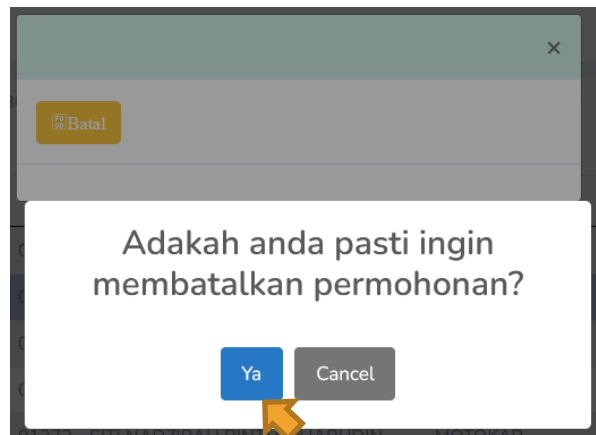 ×
Batal
Adakah anda pasti ingin
membatalkan permohonan?
Ya
Cancel